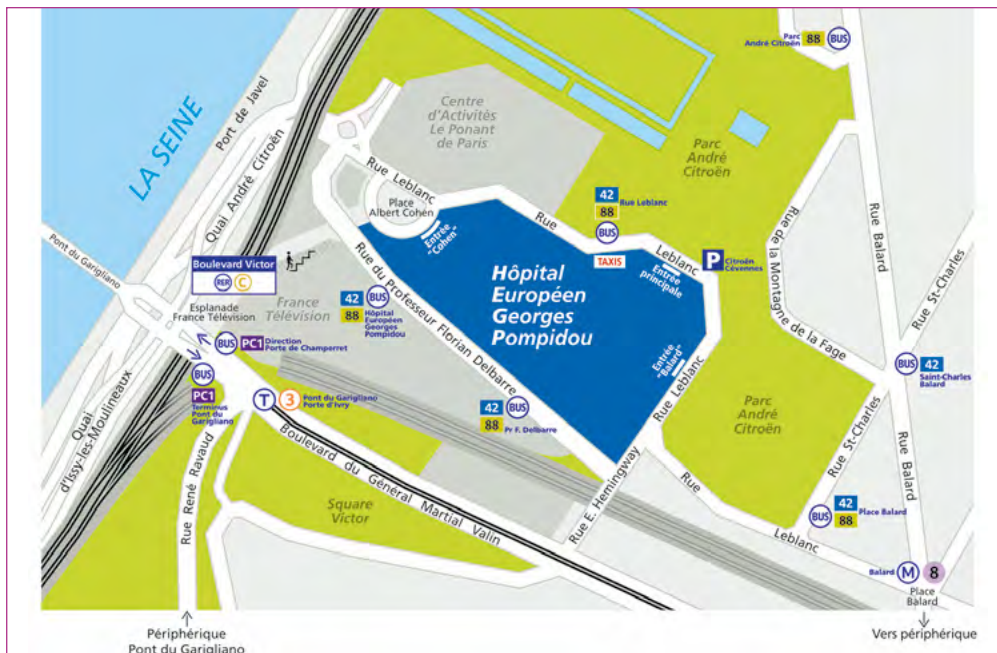 Parc
André Citroën
88
BUS
LA SEINE
Port de Javel
Quai André Citroën
Centre
d'Activités
Le Ponant
de Paris
Parc
André
Citroën
Rue Leblanc
Place
Albert Cohen
Entrée
"Cohen"
Rue
42
88
Rue Leblanc
BUS
TAXIS
Leblanc
Entrée
principale
P
Citroën
Cévennes
Rue de la Montagne de la Fage
Rue Balard
Rue St-Charles
Pont du Garigliano
Boulevard Victor
RER
C
Esplanade
France Télévision
France
Télévision
42
88
BUS
Hôpital
Européen
Georges
Pompidou
Rue du Professeur Florian Delbarre
Hôpital
Européen
Georges
Pompidou
Entrée
"Balard"
Rue Leblanc
BUS
42
Saint-Charles
Balard
BUS
PC1
Direction
Porte de Champerret
BUS
PC1
Terminus
Pont du
Garigliano
T
3
Pont du Garigliano
Porte d'Ivry
42
88
BUS
Pr F. Delbarre
Parc
André
Citroën
Quai
d'Issy-les-Moulineaux
Rue René Ravaud
Boulevard du Général Martial Valin
Square
Victor
Rue E. Hemingway
Rue
Leblanc
Rue St-Charles
Rue Balard
BUS
42
88
Place Balard
Balard
M
8
Place
Balard
Périphérique
Pont du Garigliano
Vers périphérique